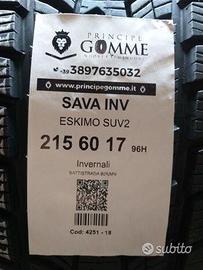 PRINCIPE
GOMME
+39 3897635032
www.principegomme.it
SAVA INV
ESKIMO SUV2
215 60 17 96H
Invernali
Cod: 4251 - 18
subito